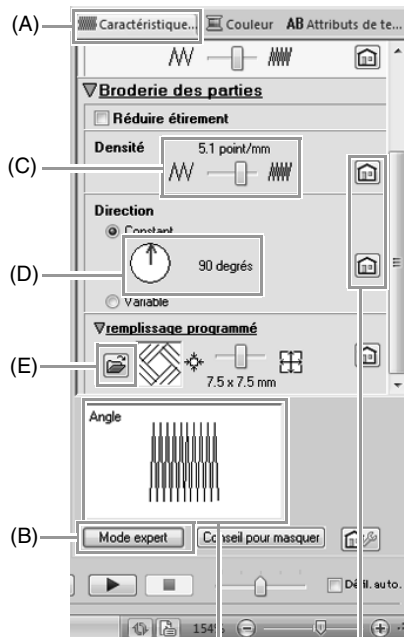 (A) Caractéristique... Couleur AB Attributs de te...
Broderie des parties
Réduire étirement
Densité 5.1 point/mm
(C)
Direction
Constant
(D) 90 degrés
Variable
remplissage programmé
(E)
7.5 x 7.5 mm
Angle
(B) Mode expert Conseil pour masquer
Défil. auto.
154%